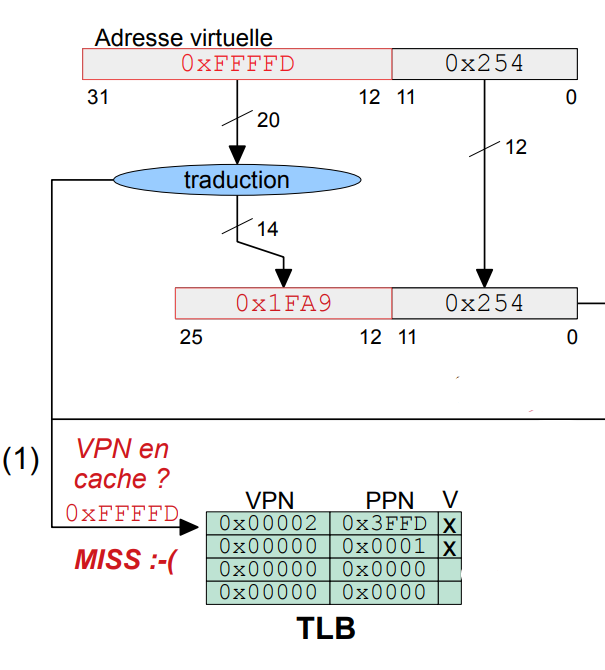 Adresse virtuelle
0xFFFFD 0x254
31 12 11 0
20
12
traduction
14
0x1FA9 0x254
25 12 11 0
(1)
VPN en
cache ?
0xFFFFD
MISS :-(
VPN PPN V
0x00002 0x3FFD x
0x00000 0x0001 x
0x00000 0x0000
0x00000 0x0000
TLB